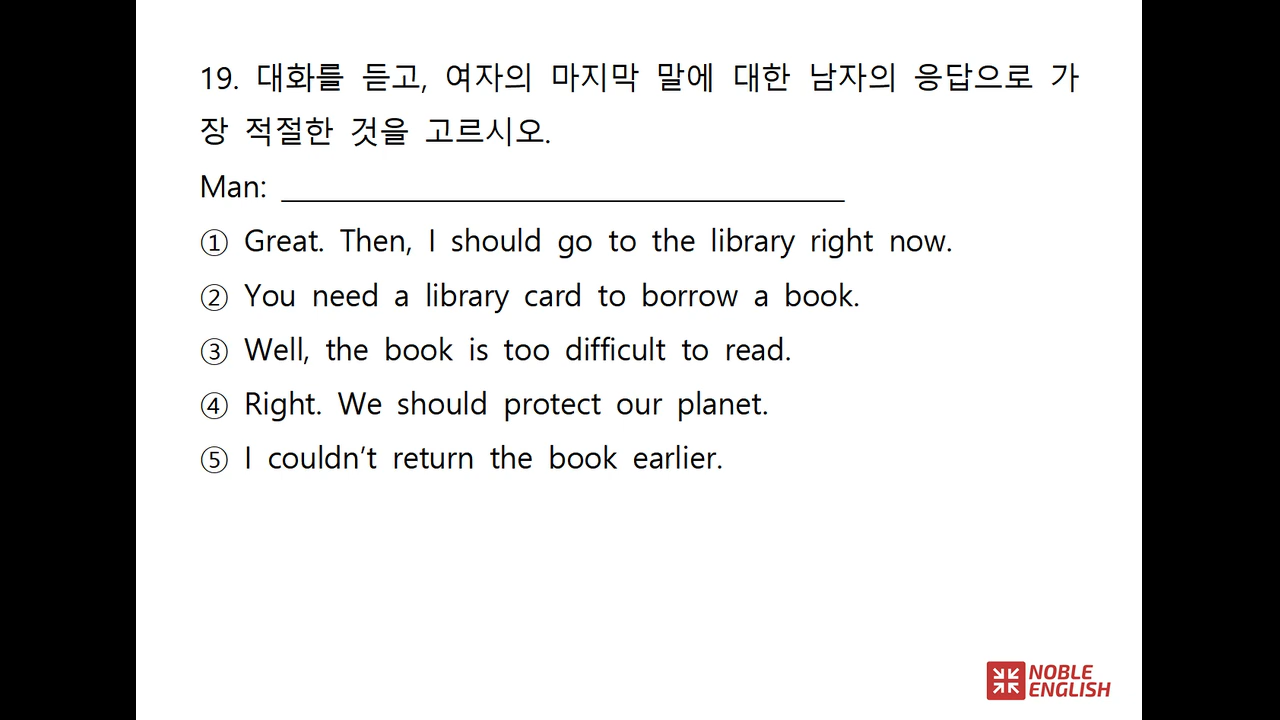 19. 대화를 듣고, 여자의 마지막 말에 대한 남자의 응답으로 가
장 적절한 것을 고르시오.
Man: ___________________________________
① Great. Then, I should go to the library right now.
② You need a library card to borrow a book.
③ Well, the book is too difficult to read.
④ Right. We should protect our planet.
⑤ I couldn’t return the book earlier.
NOBLE
ENGLISH